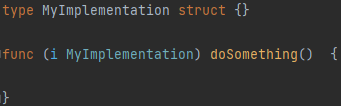 type MyImplementation struct {}
func (i MyImplementation) doSomething()  {
}